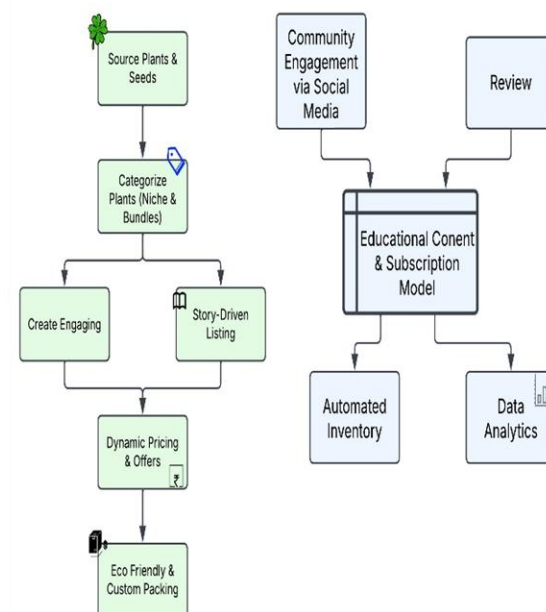 Source Plants &
Seeds
Categorize
Plants (Niche &
Bundles)
Create Engaging
Story-Driven
Listing
Dynamic Pricing
& Offers
₹
Eco Friendly &
Custom Packing
Community
Engagement
via Social
Media
Review
Educational Conent
& Subscription
Model
Automated
Inventory
Data
Analytics